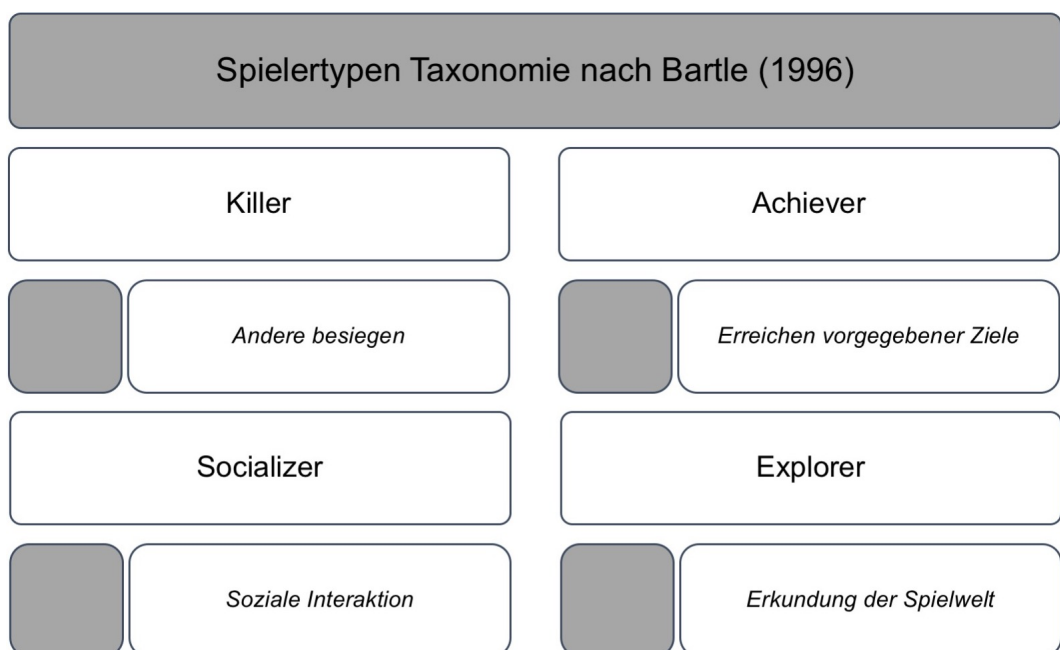 Spielertypen Taxonomie nach Bartle (1996)
Killer
Achiever
Andere besiegen
Erreichen vorgegebener Ziele
Socializer
Explorer
Soziale Interaktion
Erkundung der Spielwelt